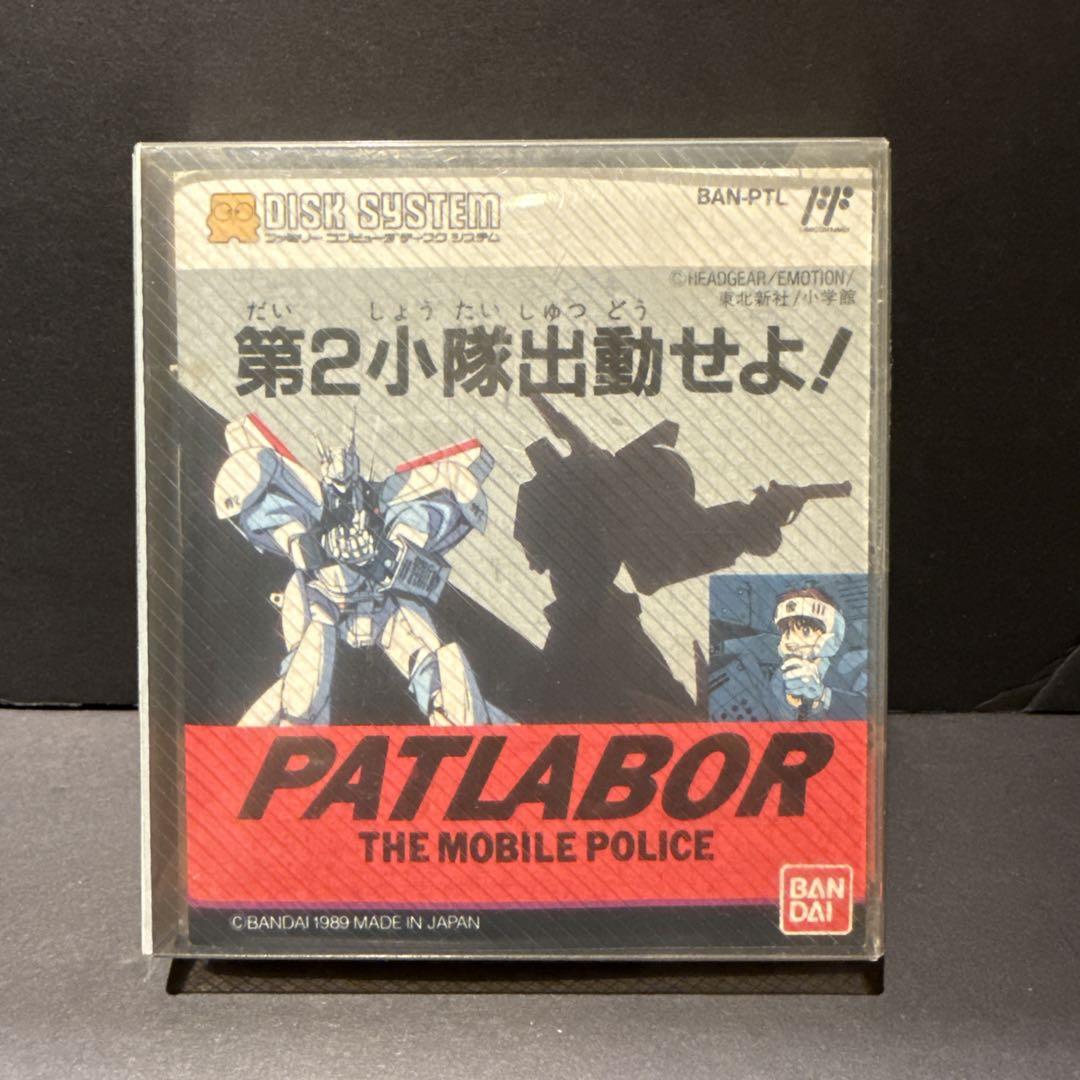 DISK SYSTEM
ファミリー コンピュータ ディスク システム
BAN-PTL
©HEADGEAR/EMOTION/
東北新社/小学館
だい しょう たい しゅつ どう
第2小隊出動せよ!
PATLABOR
THE MOBILE POLICE
BAN
DAI
©BANDAI 1989 MADE IN JAPAN